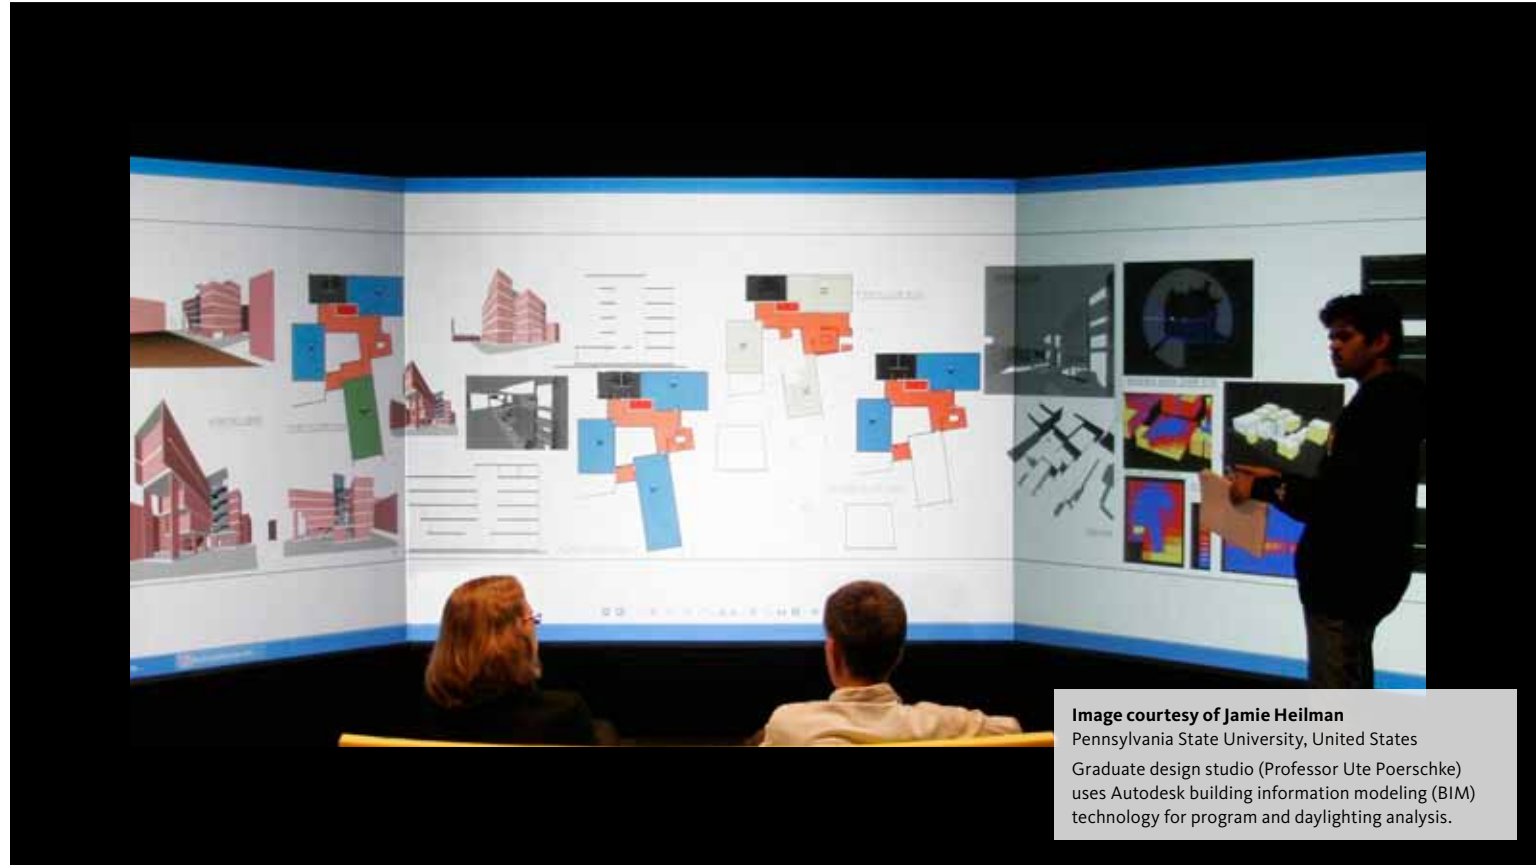 Image courtesy of Jamie Heilman
Pennsylvania State University, United States
Graduate design studio (Professor Ute Poerschke)
uses Autodesk building information modeling (BIM)
technology for program and daylighting analysis.